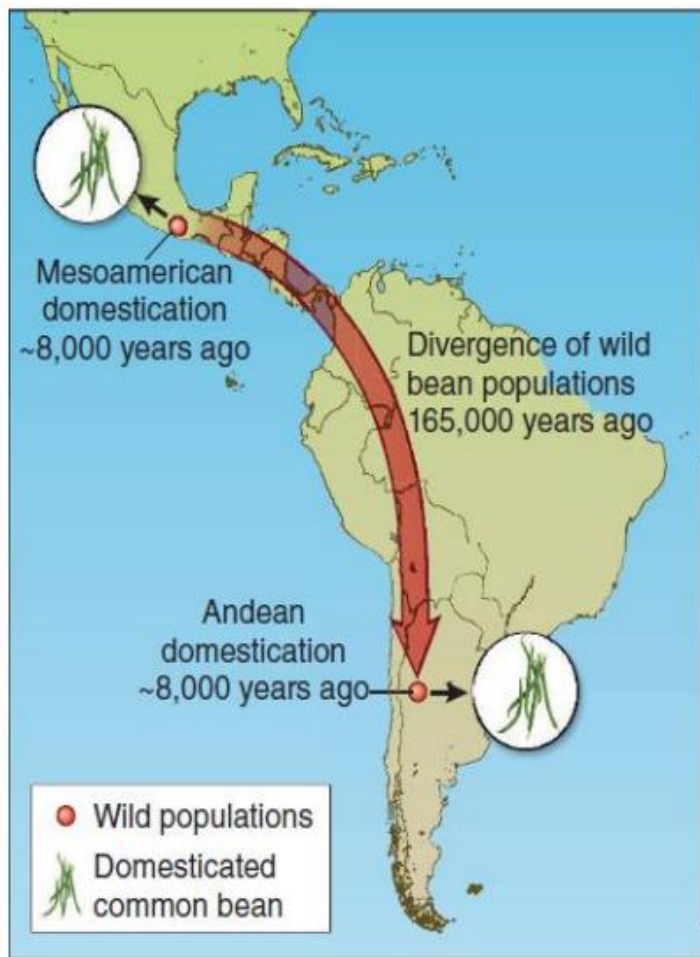 Mesoamerican
domestication
~8,000 years ago
Divergence of wild
bean populations
165,000 years ago
Andean
domestication
~8,000 years ago
Wild populations
Domesticated
common bean